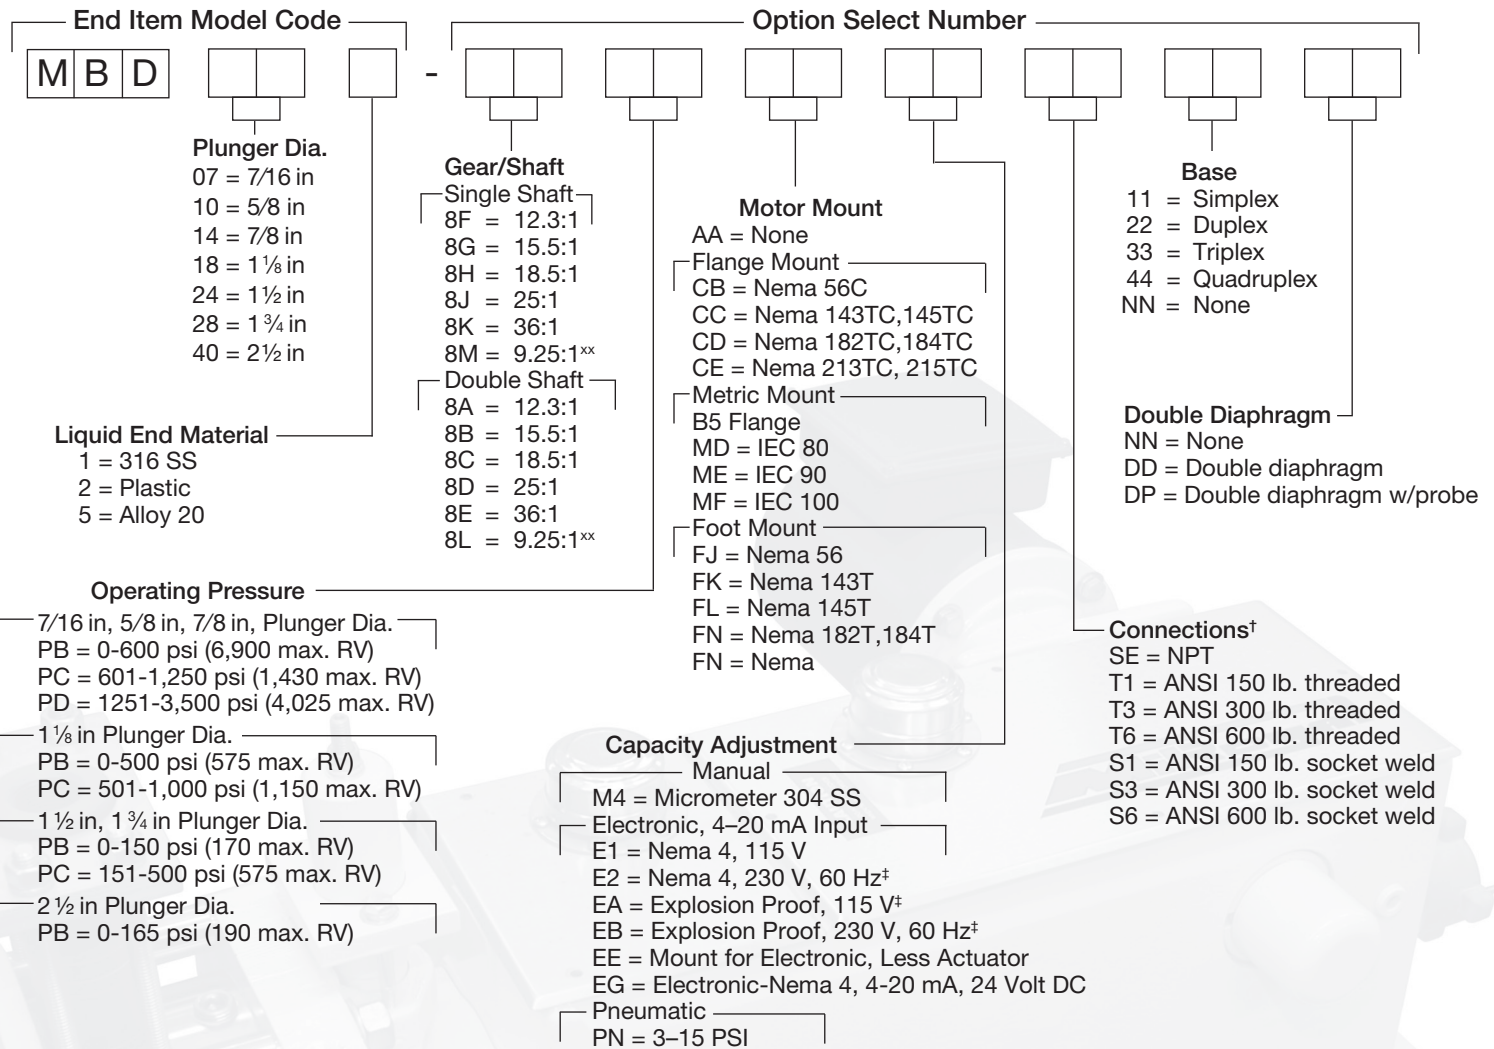 End Item Model Code
Option Select Number
M B D
-
Plunger Dia.
07 = 7/16 in
10 = 5/8 in
14 = 7/8 in
18 = 1⅛ in
24 = 1½ in
28 = 1¾ in
40 = 2½ in
Liquid End Material
1 = 316 SS
2 = Plastic
5 = Alloy 20
Gear/Shaft
Single Shaft
8F = 12.3:1
8G = 15.5:1
8H = 18.5:1
8J = 25:1
8K = 36:1
8M = 9.25:1ˣˣ
Double Shaft
8A = 12.3:1
8B = 15.5:1
8C = 18.5:1
8D = 25:1
8E = 36:1
8L = 9.25:1ˣˣ
Operating Pressure
7/16 in, 5/8 in, 7/8 in, Plunger Dia.
PB = 0-600 psi (6,900 max. RV)
PC = 601-1,250 psi (1,430 max. RV)
PD = 1251-3,500 psi (4,025 max. RV)
1⅛ in Plunger Dia.
PB = 0-500 psi (575 max. RV)
PC = 501-1,000 psi (1,150 max. RV)
1½ in, 1¾ in Plunger Dia.
PB = 0-150 psi (170 max. RV)
PC = 151-500 psi (575 max. RV)
2½ in Plunger Dia.
PB = 0-165 psi (190 max. RV)
Motor Mount
AA = None
Flange Mount
CB = Nema 56C
CC = Nema 143TC,145TC
CD = Nema 182TC,184TC
CE = Nema 213TC, 215TC
Metric Mount
B5 Flange
MD = IEC 80
ME = IEC 90
MF = IEC 100
Foot Mount
FJ = Nema 56
FK = Nema 143T
FL = Nema 145T
FN = Nema 182T,184T
FN = Nema
Capacity Adjustment
Manual
M4 = Micrometer 304 SS
Electronic, 4–20 mA Input
E1 = Nema 4, 115 V
E2 = Nema 4, 230 V, 60 Hz‡
EA = Explosion Proof, 115 V‡
EB = Explosion Proof, 230 V, 60 Hz‡
EE = Mount for Electronic, Less Actuator
EG = Electronic-Nema 4, 4-20 mA, 24 Volt DC
Pneumatic
PN = 3–15 PSI
Connections†
SE = NPT
T1 = ANSI 150 lb. threaded
T3 = ANSI 300 lb. threaded
T6 = ANSI 600 lb. threaded
S1 = ANSI 150 lb. socket weld
S3 = ANSI 300 lb. socket weld
S6 = ANSI 600 lb. socket weld
Base
11 = Simplex
22 = Duplex
33 = Triplex
44 = Quadruplex
NN = None
Double Diaphragm
NN = None
DD = Double diaphragm
DP = Double diaphragm w/probe